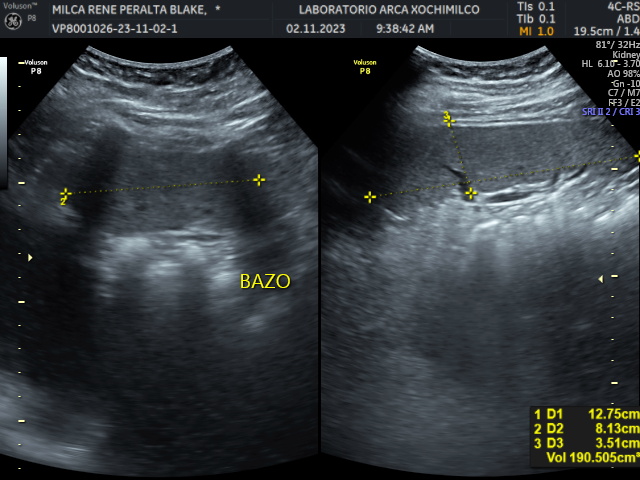 Voluson™
P8
MILCA RENE PERALTA BLAKE, *
VP8001026-23-11-02-1
LABORATORIO ARCA XOCHIMILCO
02.11.2023 9:38:42 AM
TIs 0.1
TIb 0.1
MI 1.0
4C-RS
ABD
19.5cm / 1.4
81°/ 32Hz
Kidney
HL 6.10 - 3.70
AO 98%
Gn -10
C7 / M7
FF3 / E2
SRI II 2 / CRI 3
Voluson
P8
Voluson
P8
3
2
BAZO
1 D1 12.75cm
2 D2 8.13cm
3 D3 3.51cm
Vol 190.505cm³